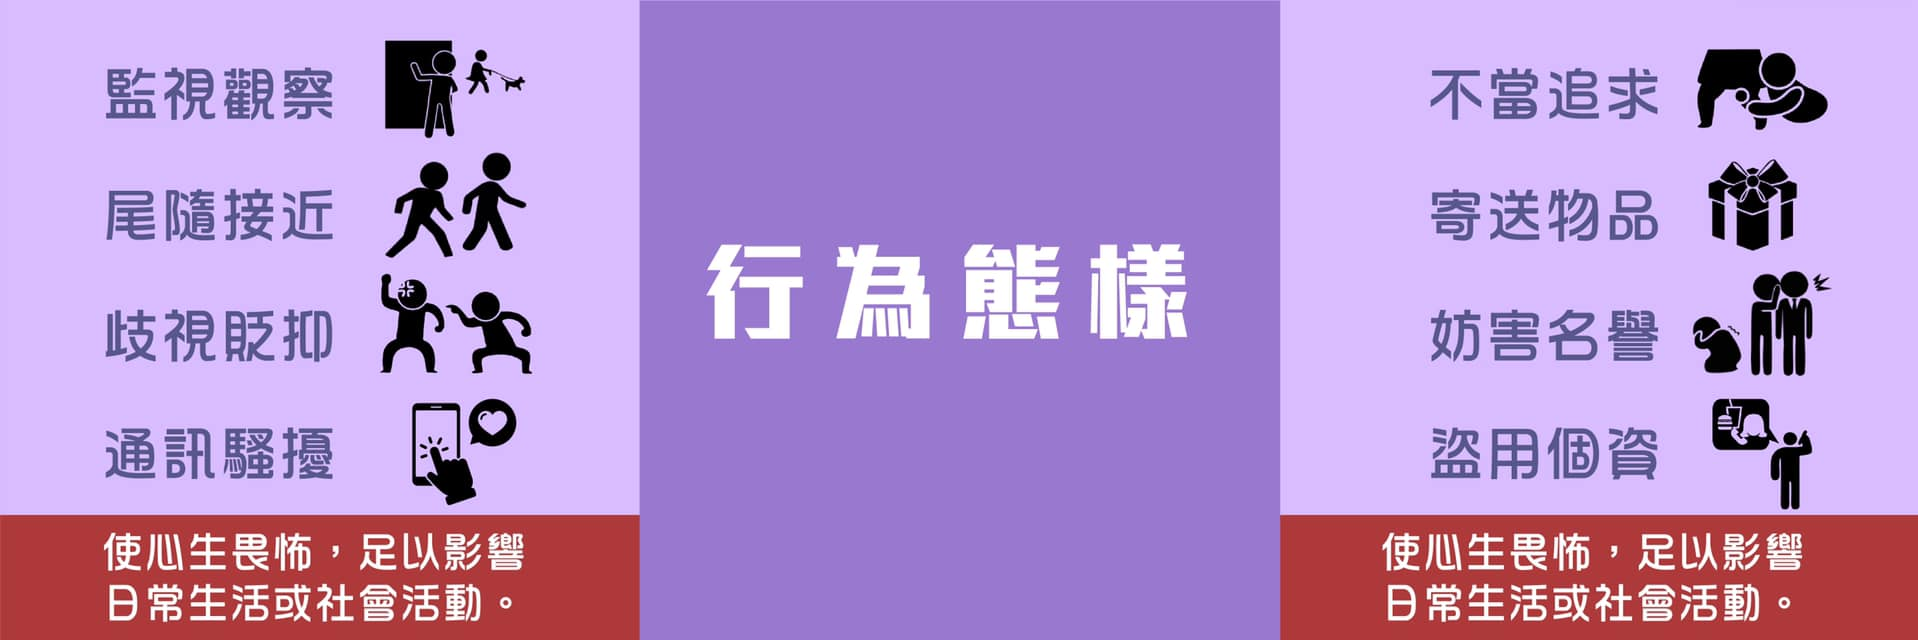 監視觀察
尾隨接近
歧視貶抑
通訊騷擾
使心生畏怖，足以影響
日常生活或社會活動。
行為態樣
不當追求
寄送物品
妨害名譽
盜用個資
使心生畏怖，足以影響
日常生活或社會活動。